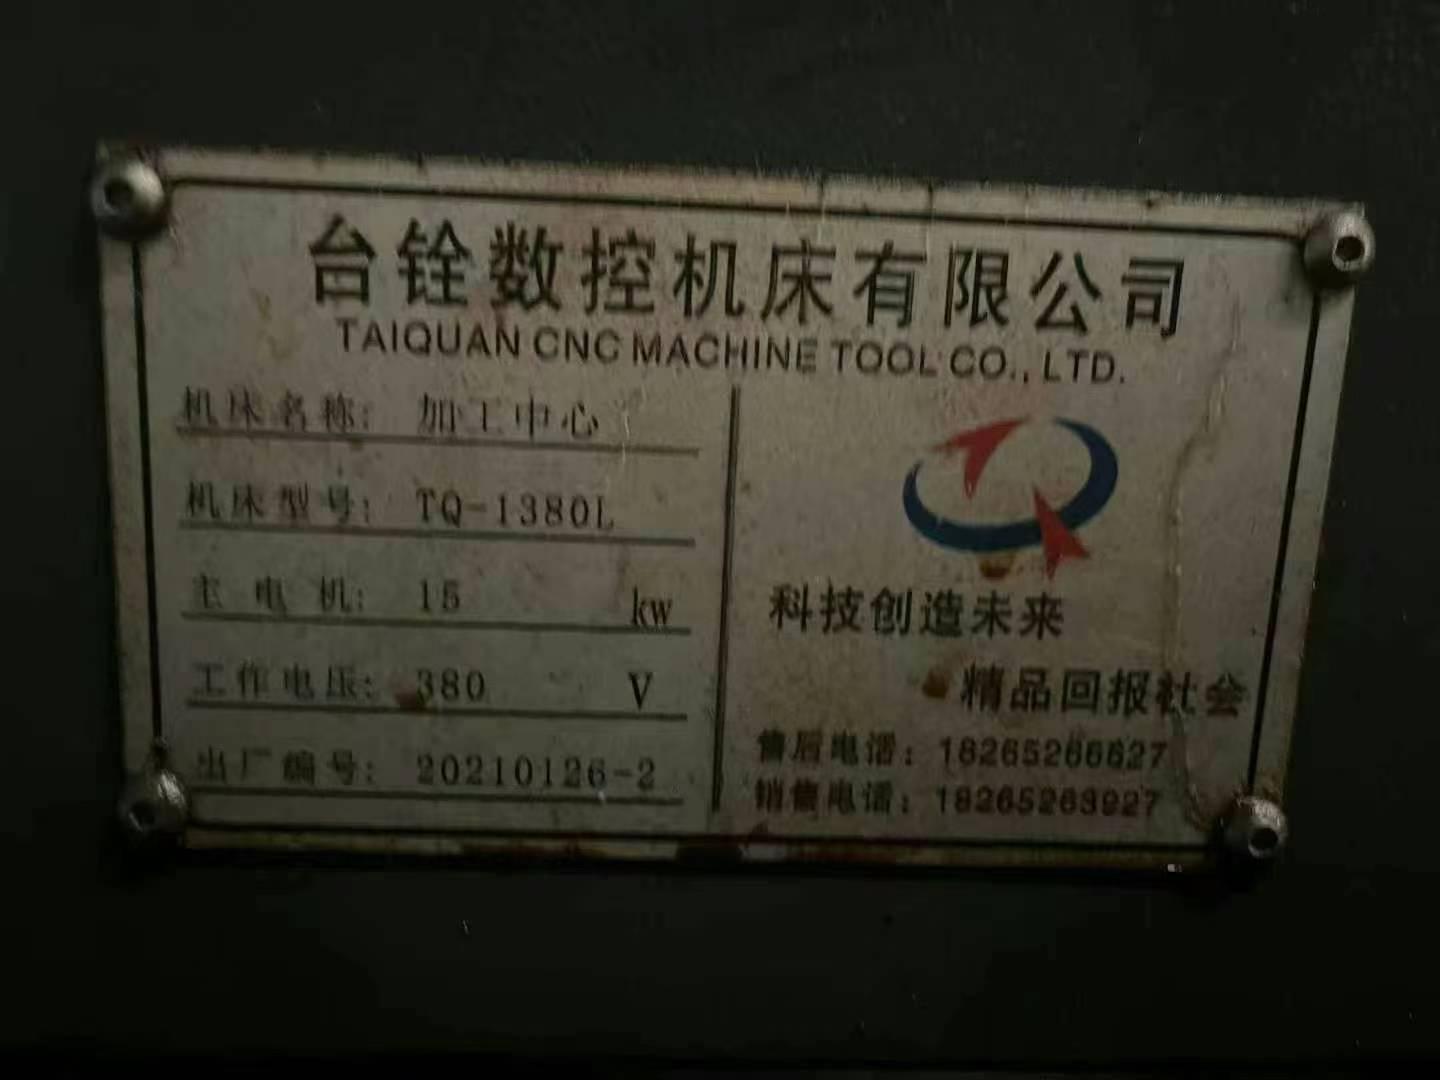 台铨数控机床有限公司
TAIQUAN CNC MACHINE TOOL CO., LTD.
机床名称: 加工中心
机床型号: TQ-1380L
主电机: 15 kw
工作电压: 380 V
出厂编号: 20210126-2
科技创造未来
精品回报社会
售后电话: 18265266627
销售电话: 18265263927